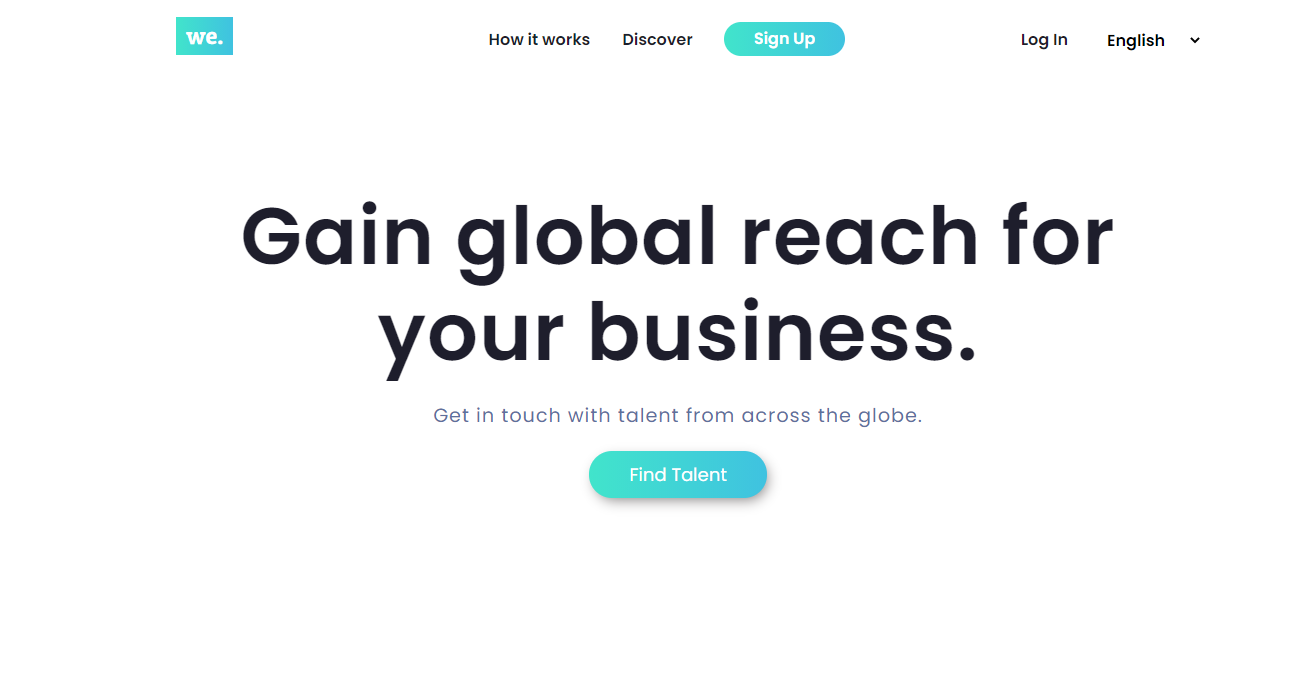 we.
How it works
Discover
Sign Up
Log In
English
Gain global reach for
your business.
Get in touch with talent from across the globe.
Find Talent